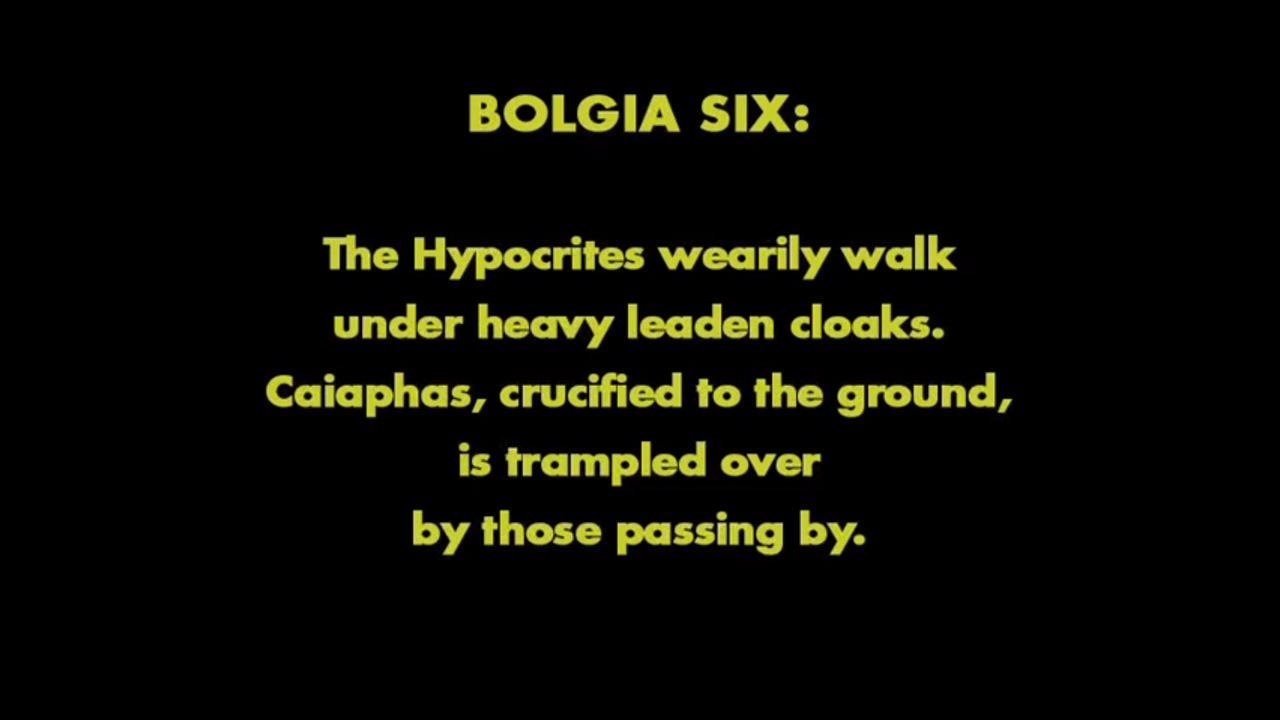 BOLGIA SIX:
The Hypocrites wearily walk
under heavy leaden cloaks.
Caiaphas, crucified to the ground,
is trampled over
by those passing by.